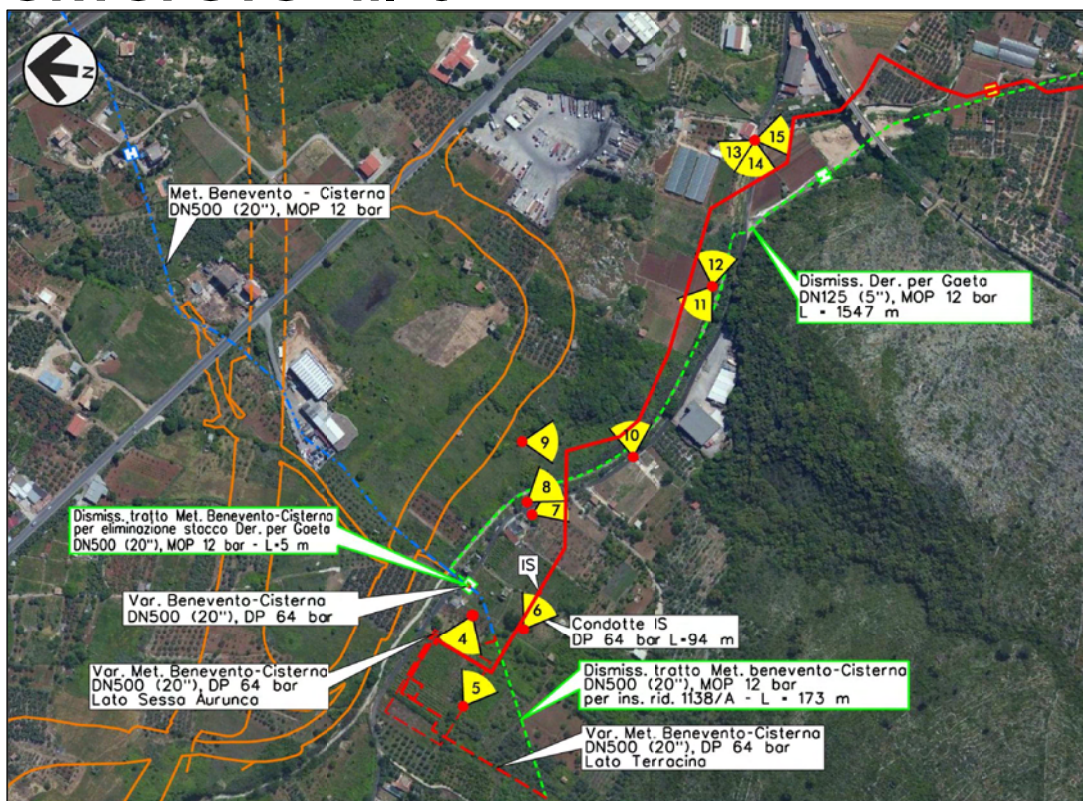 N
Met. Benevento - Cisterna
DN500 (20"), MOP 12 bar
13
14
15
12
11
Dismiss. Der. per Gaeta
DN125 (5"), MOP 12 bar
L = 1547 m
9
10
8
7
Dismiss. tratto Met. Benevento-Cisterna
per eliminazione stacco Der. per Gaeta
DN500 (20"), MOP 12 bar - L=5 m
IS
Var. Benevento-Cisterna
DN500 (20"), DP 64 bar
6
4
Condotte IS
DP 64 bar L=94 m
Var. Met. Benevento-Cisterna
DN500 (20"), DP 64 bar
Lato Sessa Aurunca
5
Dismiss. tratto Met. benevento-Cisterna
DN500 (20"), MOP 12 bar
per ins. rid. 1138/A - L = 173 m
Var. Met. Benevento-Cisterna
DN500 (20"), DP 64 bar
Lato Terracina